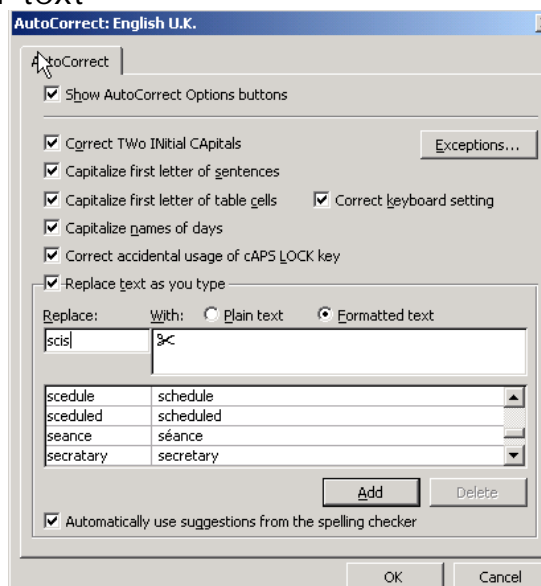 text
AutoCorrect: English U.K.
AutoCorrect
Show AutoCorrect Options buttons
Correct TWo INitial CApitals
Exceptions...
Capitalize first letter of sentences
Capitalize first letter of table cells Correct keyboard setting
Capitalize names of days
Correct accidental usage of cAPS LOCK key
Replace text as you type
Replace: With: Plain text Formatted text
scis ✂
scedule schedule
sceduled scheduled
seance séance
secratary secretary
Add Delete
Automatically use suggestions from the spelling checker
OK Cancel